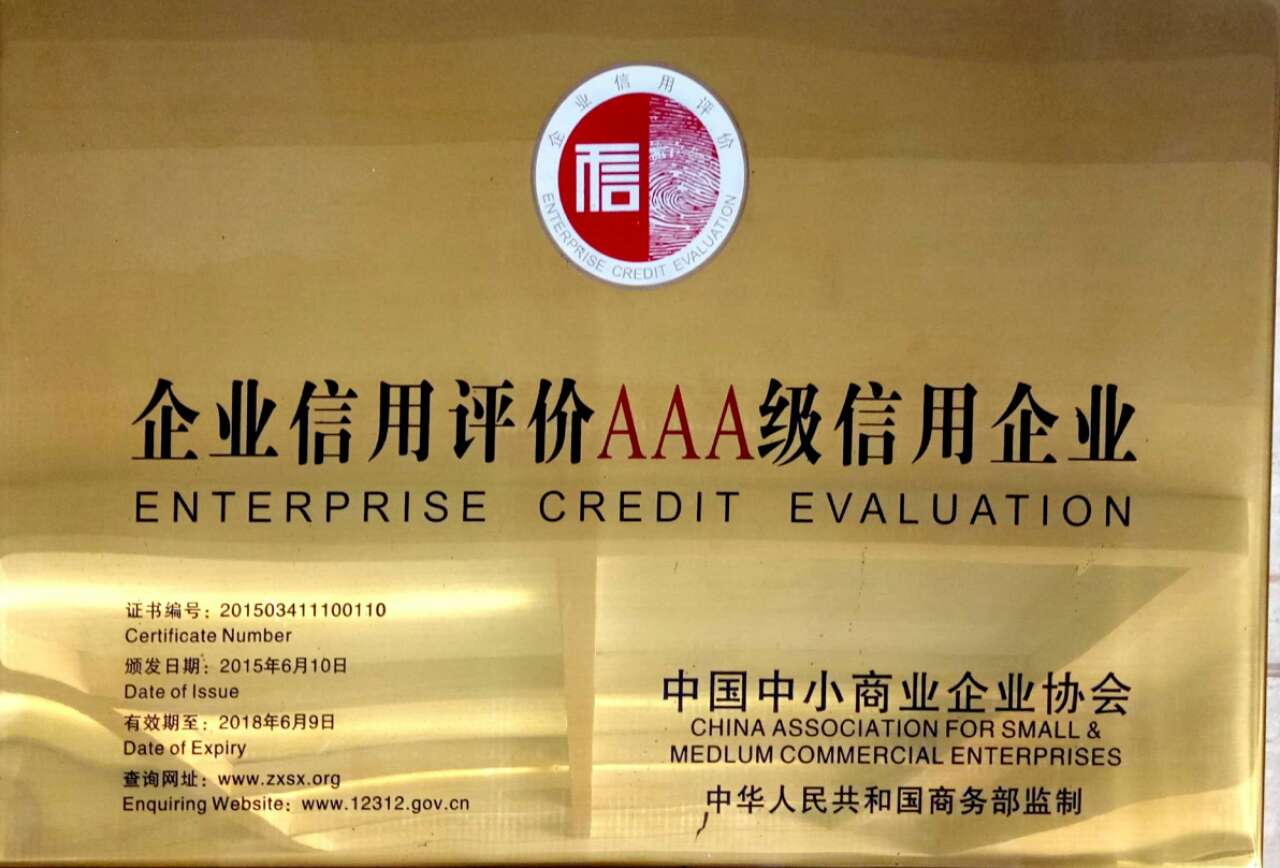 企业信用评价
信
ENTERPRISE CREDIT EVALUATION
企业信用评价AAA级信用企业
ENTERPRISE CREDIT EVALUATION
证书编号：201503411100110
Certificate Number
颁发日期：2015年6月10日
Date of Issue
有效期至：2018年6月9日
Date of Expiry
查询网址：www.zxsx.org
Enquiring Website：www.12312.gov.cn
中国中小商业企业协会
CHINA ASSOCIATION FOR SMALL &
MEDLUM COMMERCIAL ENTERPRISES
中华人民共和国商务部监制